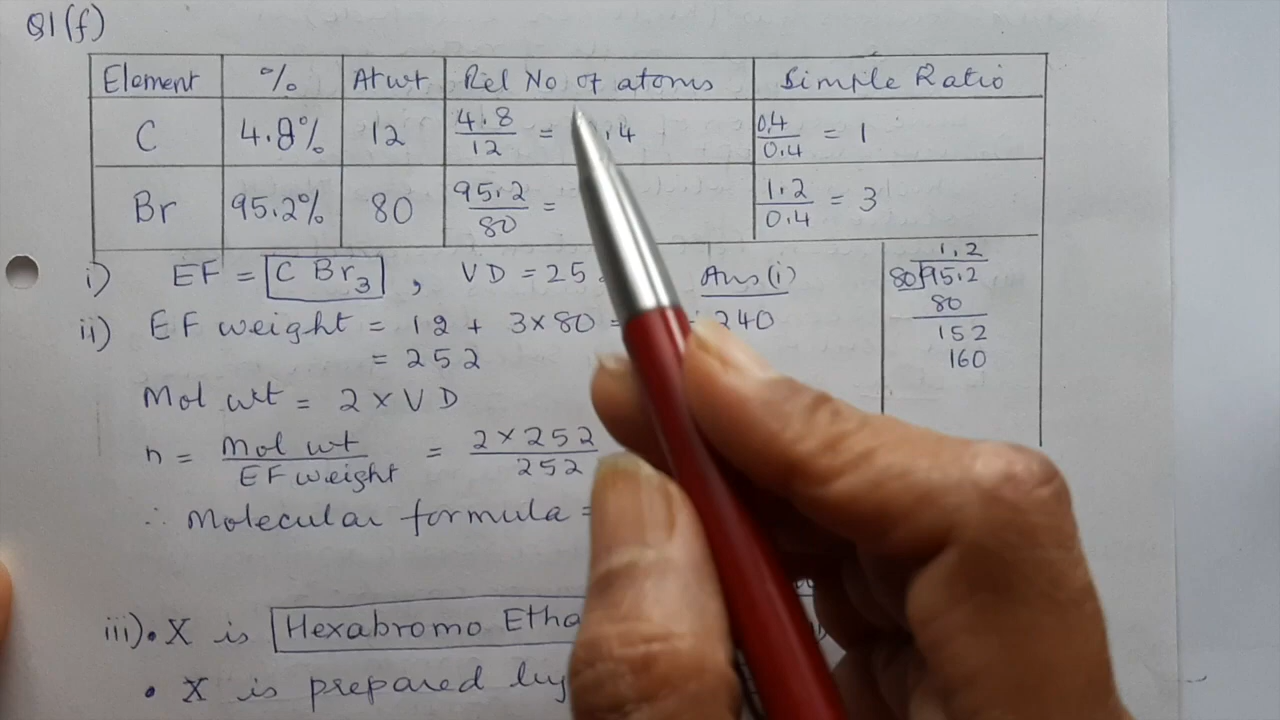 Q1(f)
Element % At wt Rel No of atoms Simple Ratio
C 4.8% 12 4.8/12 = .4 0.4/0.4 = 1
Br 95.2% 80 95.2/80 = 1.2/0.4 = 3
i) EF = C Br3 , VD = 25 Ans(i)
ii) EF weight = 12 + 3×80 = 240
= 252
1.2
80)95.2
80
152
160
Mol wt = 2 × VD
n = Mol wt/EF weight = 2 × 252/252
∴ Molecular formula =
iii). X is Hexabromo Etha
• X is prepared by